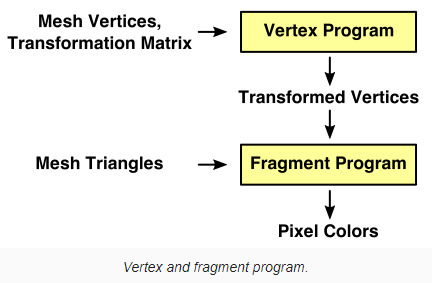 Mesh Vertices,
Transformation Matrix
Vertex Program
Transformed Vertices
Mesh Triangles
Fragment Program
Pixel Colors
Vertex and fragment program.